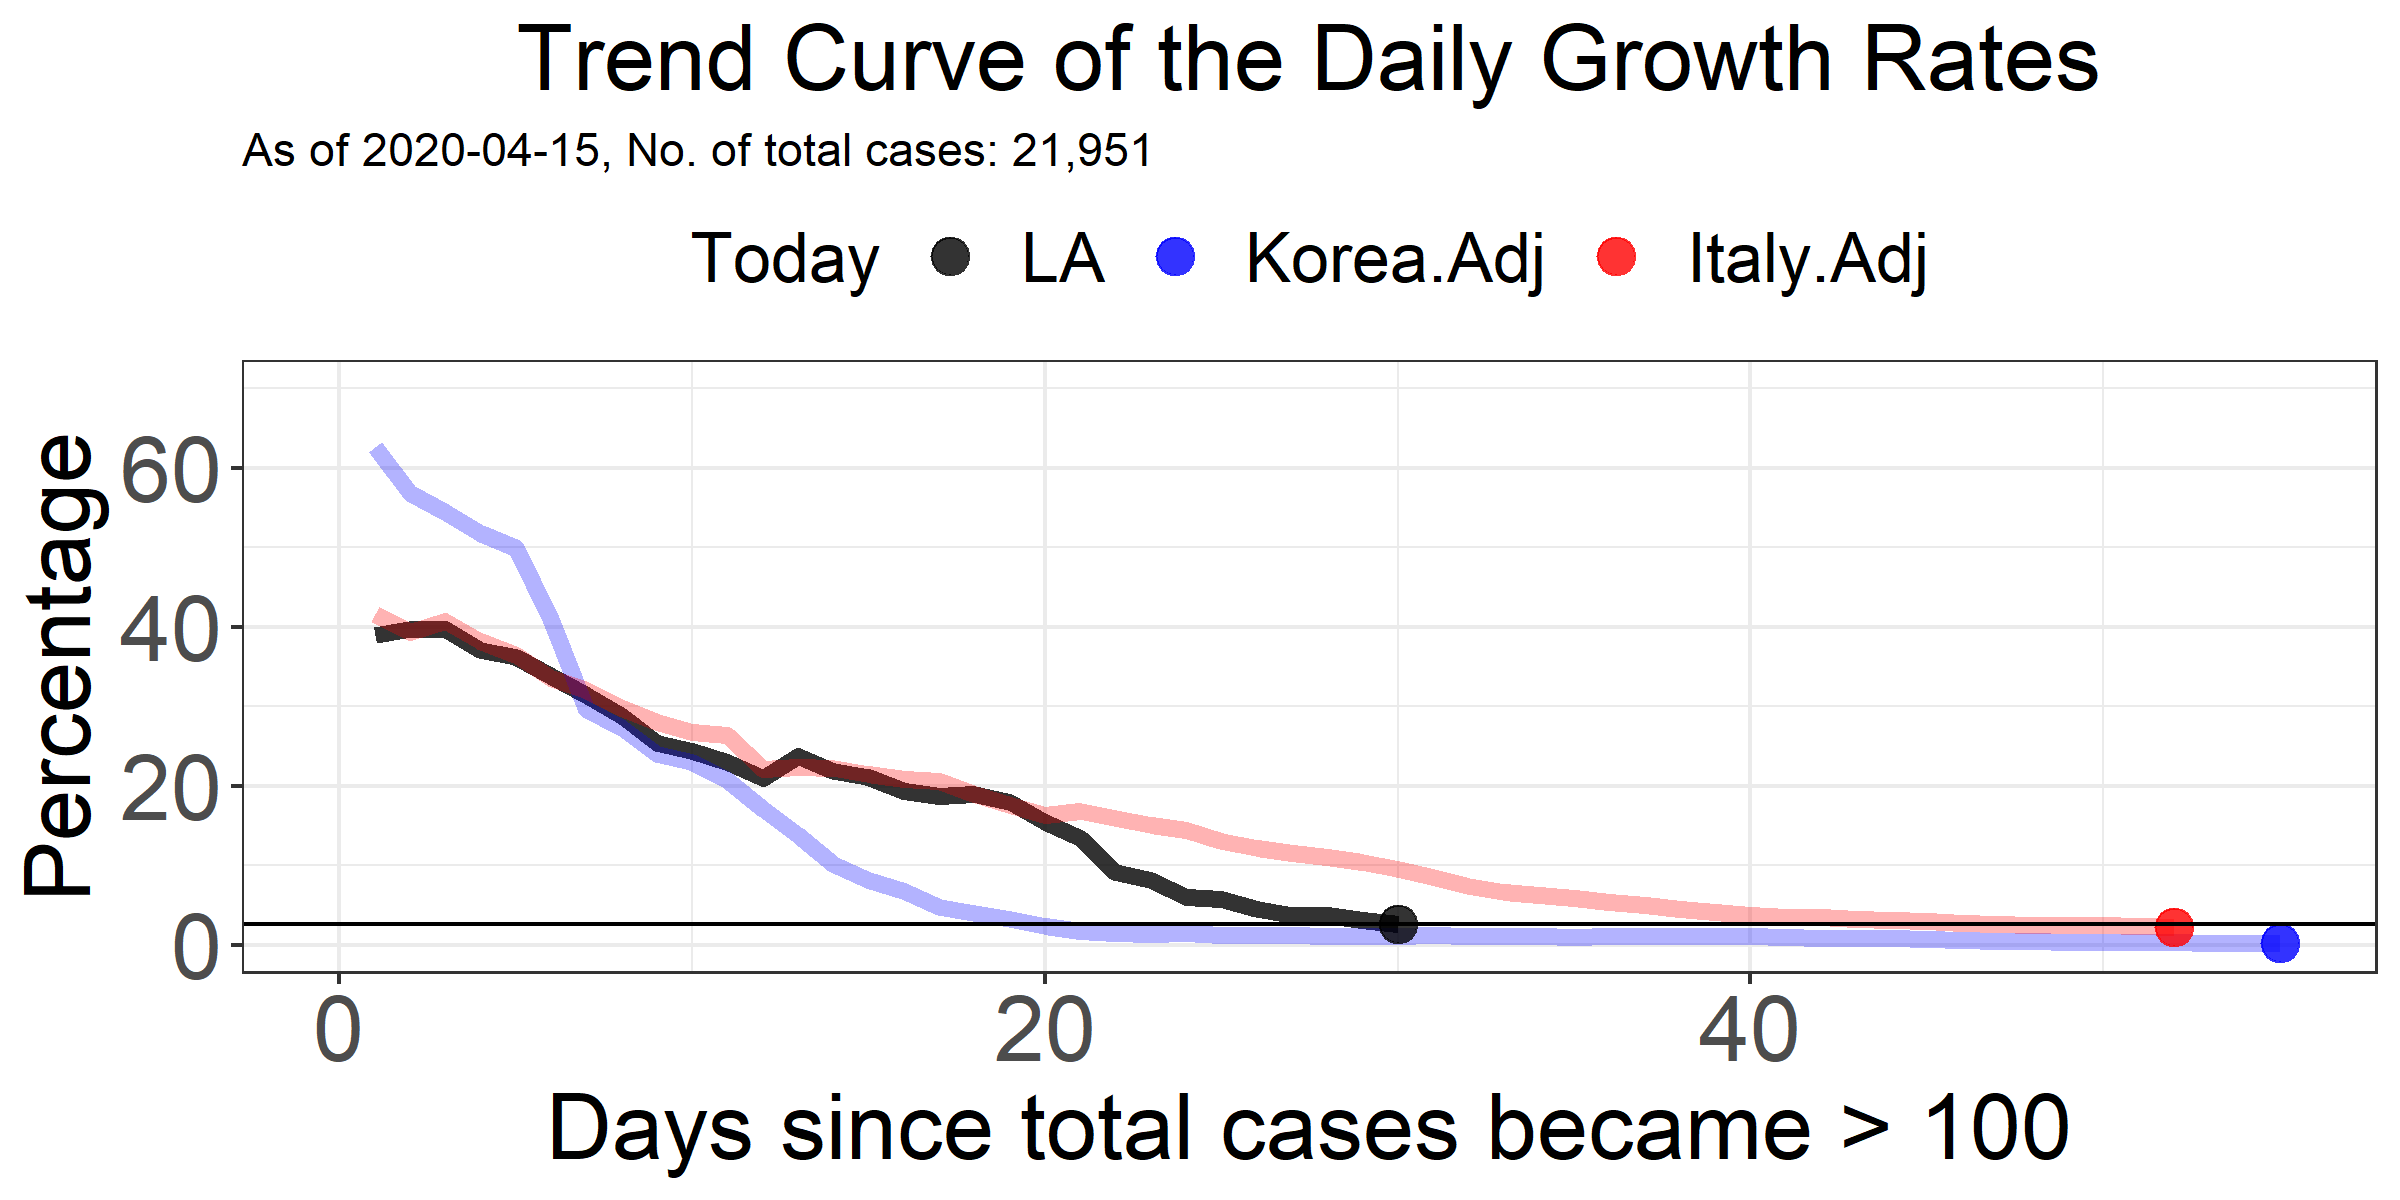 Trend Curve of the Daily Growth Rates
As of 2020-04-15, No. of total cases: 21,951
Today LA Korea.Adj Italy.Adj
Percentage
60
40
20
0
0 20 40
Days since total cases became > 100